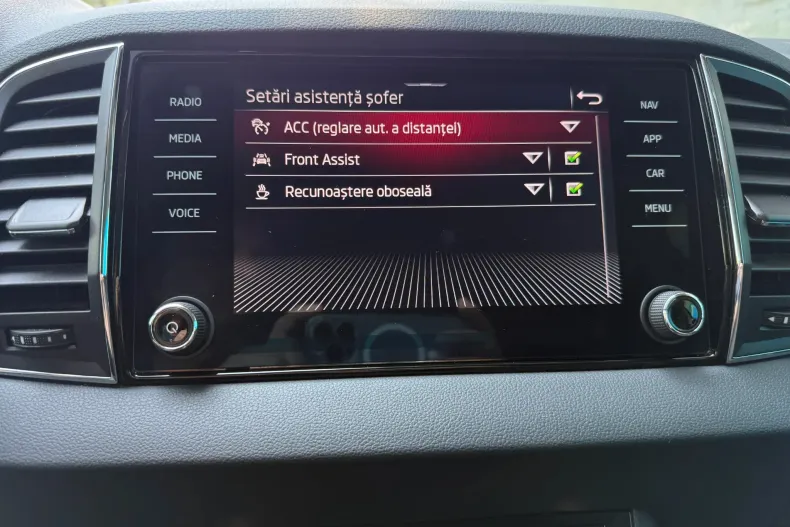 Setări asistență șofer
RADIO
MEDIA
PHONE
VOICE
ACC (reglare aut. a distanței)
Front Assist
Recunoaștere oboseală
NAV
APP
CAR
MENU